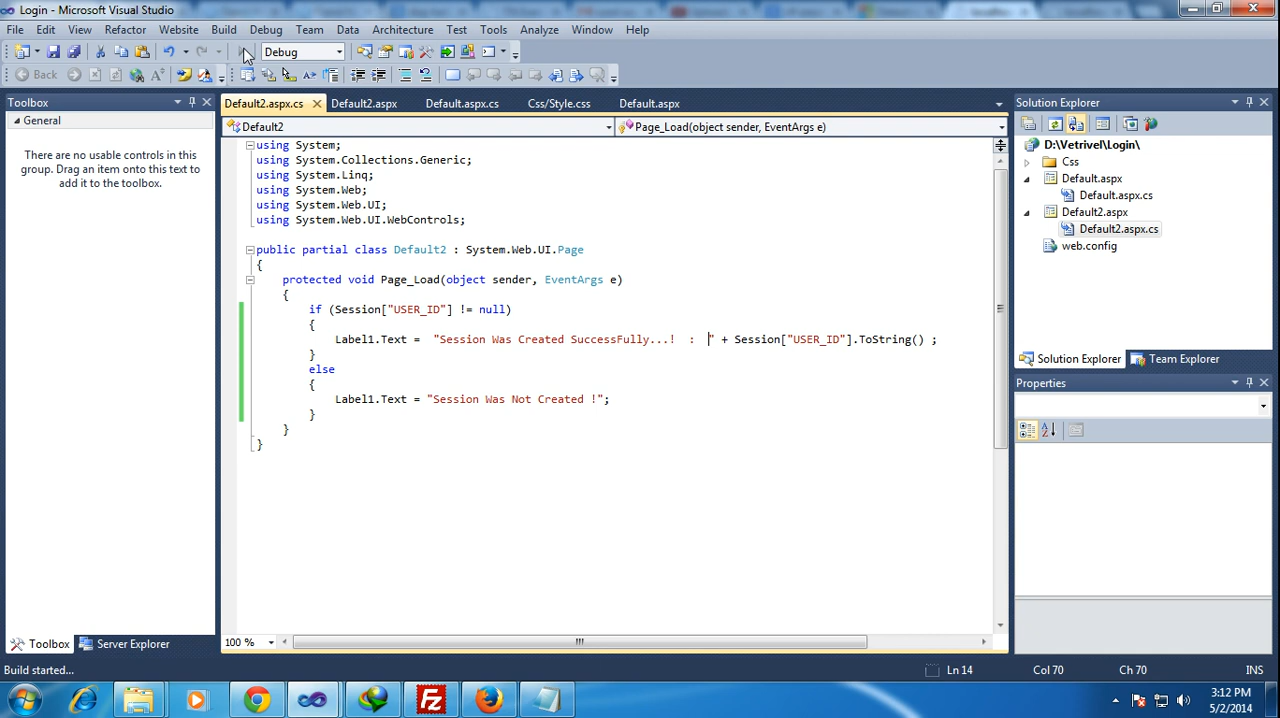 Login - Microsoft Visual Studio
File Edit View Refactor Website Build Debug Team Data Architecture Test Tools Analyze Window Help
Debug
Back
Toolbox
General
There are no usable controls in this
group. Drag an item onto this text to
add it to the toolbox.
Toolbox Server Explorer
Default2.aspx.cs Default2.aspx Default.aspx.cs Css/Style.css Default.aspx
Default2 Page_Load(object sender, EventArgs e)
using System;
using System.Collections.Generic;
using System.Linq;
using System.Web;
using System.Web.UI;
using System.Web.UI.WebControls;
public partial class Default2 : System.Web.UI.Page
{
protected void Page_Load(object sender, EventArgs e)
{
if (Session["USER_ID"] != null)
{
Label1.Text =  "Session Was Created SuccessFully...!  :  " + Session["USER_ID"].ToString() ;
}
else
{
Label1.Text = "Session Was Not Created !";
}
}
}
100 %
Solution Explorer
D:\Vetrivel\Login\
Css
Default.aspx
Default.aspx.cs
Default2.aspx
Default2.aspx.cs
web.config
Solution Explorer Team Explorer
Properties
Build started... Ln 14 Col 70 Ch 70 INS
3:12 PM
5/2/2014